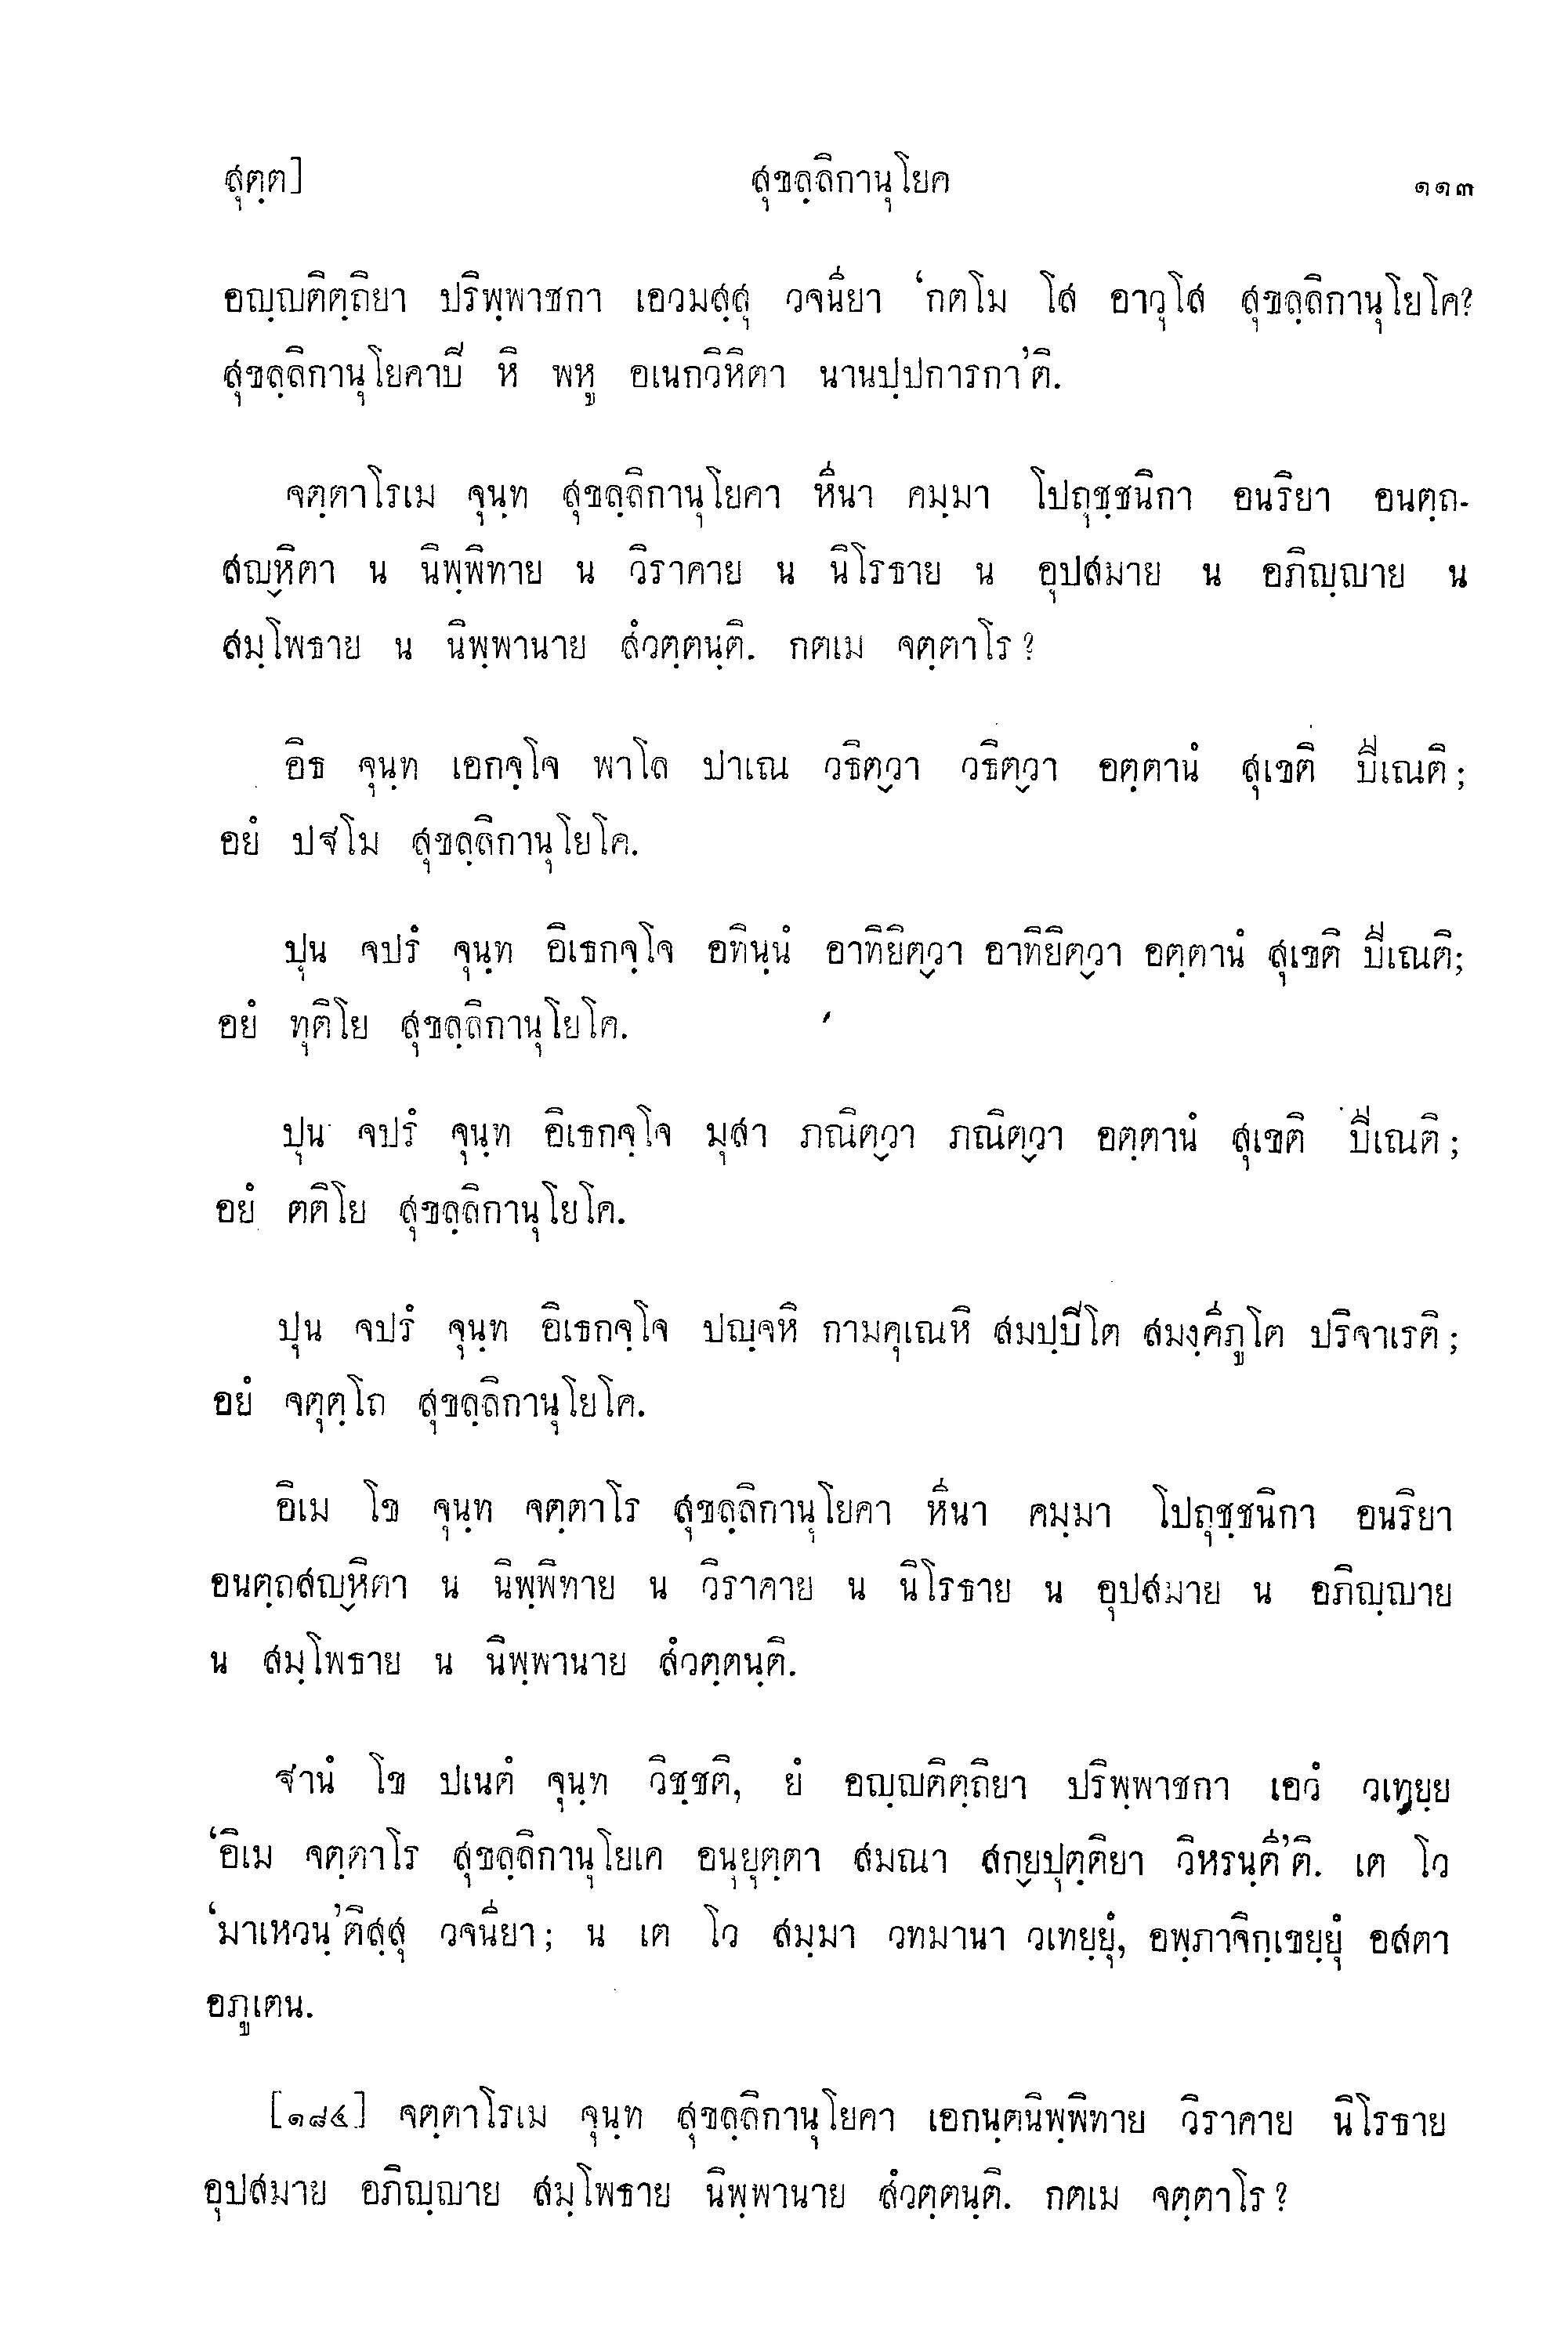 สุตฺต]
สุขลฺลิกานุโยค
๑๑๓
อญฺญติตฺถิยา ปริพฺพาชกา เอวมสฺสุ วจนียา ‘กตโม โส อาวุโส สุขลฺลิกานุโยโค?
สุขลฺลิกานุโยคาปิ หิ พหู อเนกวิหิตา นานปฺปการกา’ติ.
จตฺตาโรเม จุนฺท สุขลฺลิกานุโยคา หีนา คมฺมา โปถุชฺชนิกา อนริยา อนตฺถ-
สญ๎หิตา น นิพฺพิทาย น วิราคาย น นิโรธาย น อุปสมาย น อภิญฺญาย น
สมฺโพธาย น นิพฺพานาย สํวตฺตนฺติ. กตเม จตฺตาโร?
อิธ จุนฺท เอกจฺโจ พาโล ปาเณ วธิต๎วา วธิต๎วา อตฺตานํ สุเขติ ปีเณติ;
อยํ ปฐโม สุขลฺลิกานุโยโค.
ปุน จปรํ จุนฺท อิเธกจฺโจ อทินฺนํ อาทิยิต๎วา อาทิยิต๎วา อตฺตานํ สุเขติ ปีเณติ;
อยํ ทุติโย สุขลฺลิกานุโยโค.
ปุน จปรํ จุนฺท อิเธกจฺโจ มุสา ภณิต๎วา ภณิต๎วา อตฺตานํ สุเขติ ปีเณติ;
อยํ ตติโย สุขลฺลิกานุโยโค.
ปุน จปรํ จุนฺท อิเธกจฺโจ ปญฺจหิ กามคุเณหิ สมปฺปิโต สมงฺคีภูโต ปริจาเรติ;
อยํ จตุตฺโถ สุขลฺลิกานุโยโค.
อิเม โข จุนฺท จตฺตาโร สุขลฺลิกานุโยคา หีนา คมฺมา โปถุชฺชนิกา อนริยา
อนตฺถสญ๎หิตา น นิพฺพิทาย น วิราคาย น นิโรธาย น อุปสมาย น อภิญฺญาย
น สมฺโพธาย น นิพฺพานาย สํวตฺตนฺติ.
ฐานํ โข ปเนตํ จุนฺท วิชฺชติ, ยํ อญฺญติตฺถิยา ปริพฺพาชกา เอวํ วเทยฺย
‘อิเม จตฺตาโร สุขลฺลิกานุโยเค อนุยุตฺตา สมณา สก๎ยปุตฺติยา วิหรนฺตี’ติ. เต โว
‘มาเหวนฺ’ติสฺสุ วจนียา; น เต โว สมฺมา วทมานา วเทยฺยุํ, อพฺภาจิกฺเขยฺยุํ อสตา
อภูเตน.
[๑๘๔] จตฺตาโรเม จุนฺท สุขลฺลิกานุโยคา เอกนฺตนิพฺพิทาย วิราคาย นิโรธาย
อุปสมาย อภิญฺญาย สมฺโพธาย นิพฺพานาย สํวตฺตนฺติ. กตเม จตฺตาโร?